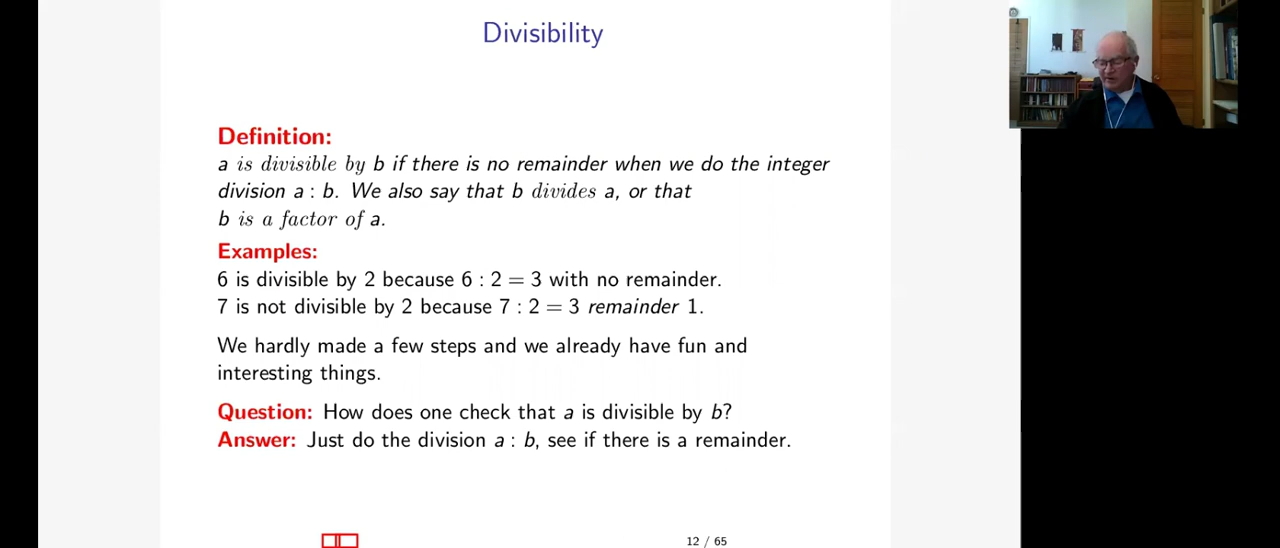 Divisibility
Definition:
a is divisible by b if there is no remainder when we do the integer
division a : b. We also say that b divides a, or that
b is a factor of a.
Examples:
6 is divisible by 2 because 6 : 2 = 3 with no remainder.
7 is not divisible by 2 because 7 : 2 = 3 remainder 1.
We hardly made a few steps and we already have fun and
interesting things.
Question: How does one check that a is divisible by b?
Answer: Just do the division a : b, see if there is a remainder.
12 / 65